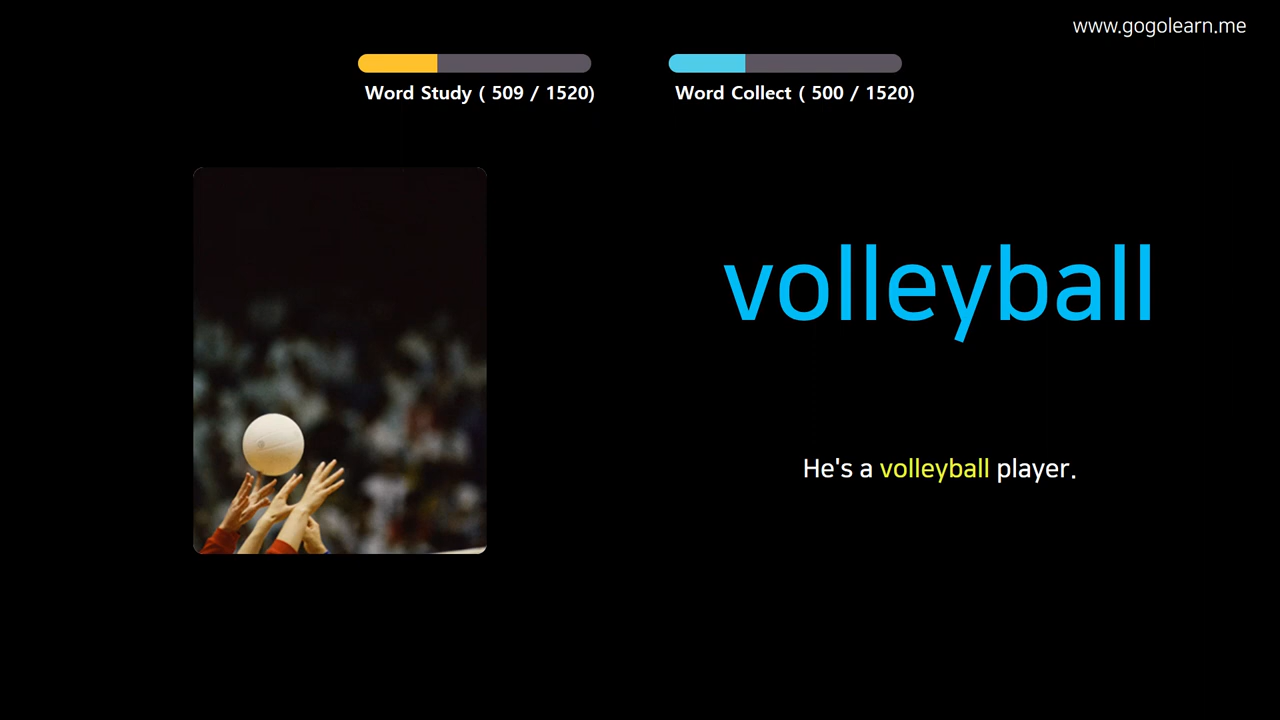 www.gogolearn.me
Word Study ( 509 / 1520)
Word Collect ( 500 / 1520)
volleyball
He's a volleyball player.